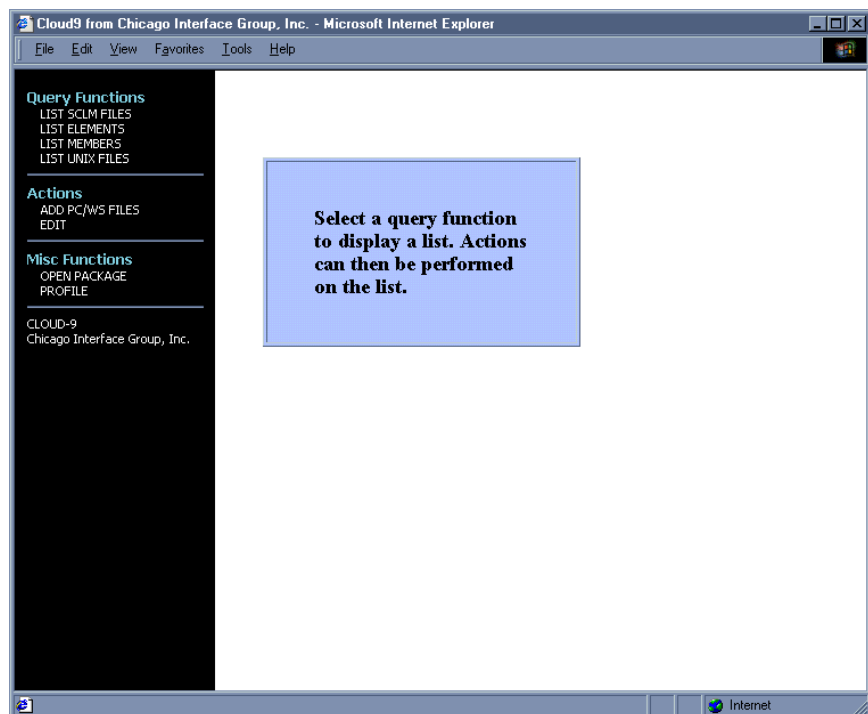 Cloud9 from Chicago Interface Group, Inc. - Microsoft Internet Explorer
File Edit View Favorites Tools Help
Query Functions
LIST SCLM FILES
LIST ELEMENTS
LIST MEMBERS
LIST UNIX FILES
Actions
ADD PC/WS FILES
EDIT
Misc Functions
OPEN PACKAGE
PROFILE
CLOUD-9
Chicago Interface Group, Inc.
Select a query function
to display a list. Actions
can then be performed
on the list.
Internet